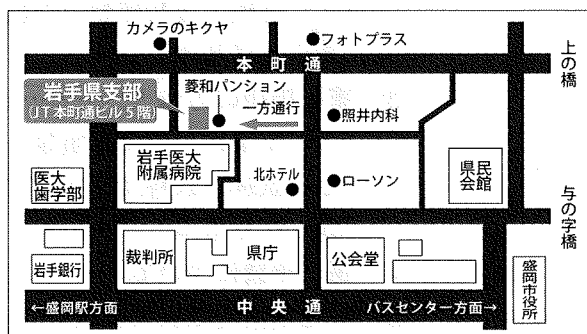 カメラのキクヤ
フォトプラス
上の橋
本町通
岩手県支部
(JT本町通ビル5階)
菱和パンション
一方通行
照井内科
岩手医大
附属病院
医大
歯学部
北ホテル
ローソン
県民
会館
与の字橋
岩手銀行
裁判所
県庁
公会堂
盛岡市役所
←盛岡駅方面
中央通
バスセンター方面→